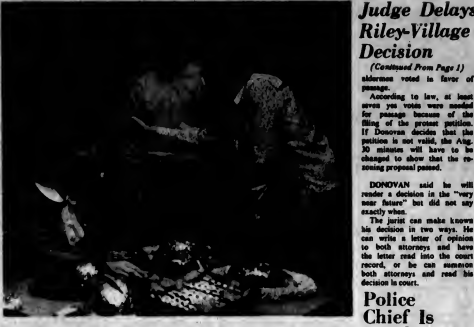 Judge Delays
Riley-Village
Decision
(Continued From Page 1)
aldermen voted in favor of
passage.
According to law, at least
seven yes votes were needed
for passage because of the
filing of the protest petition.
If Donovan decides that the
petition is not valid, the Aug.
30 minutes will have to be
changed to show that the re-
zoning proposal passed.
DONOVAN said he will
render a decision in the "very
near future" but did not say
exactly when.
The jurist can make known
his decision in two ways. He
can write a letter of opinion
to both attorneys and have
the letter read into the court
record, or he can summon
both attorneys and read his
decision in court.
Police
Chief Is